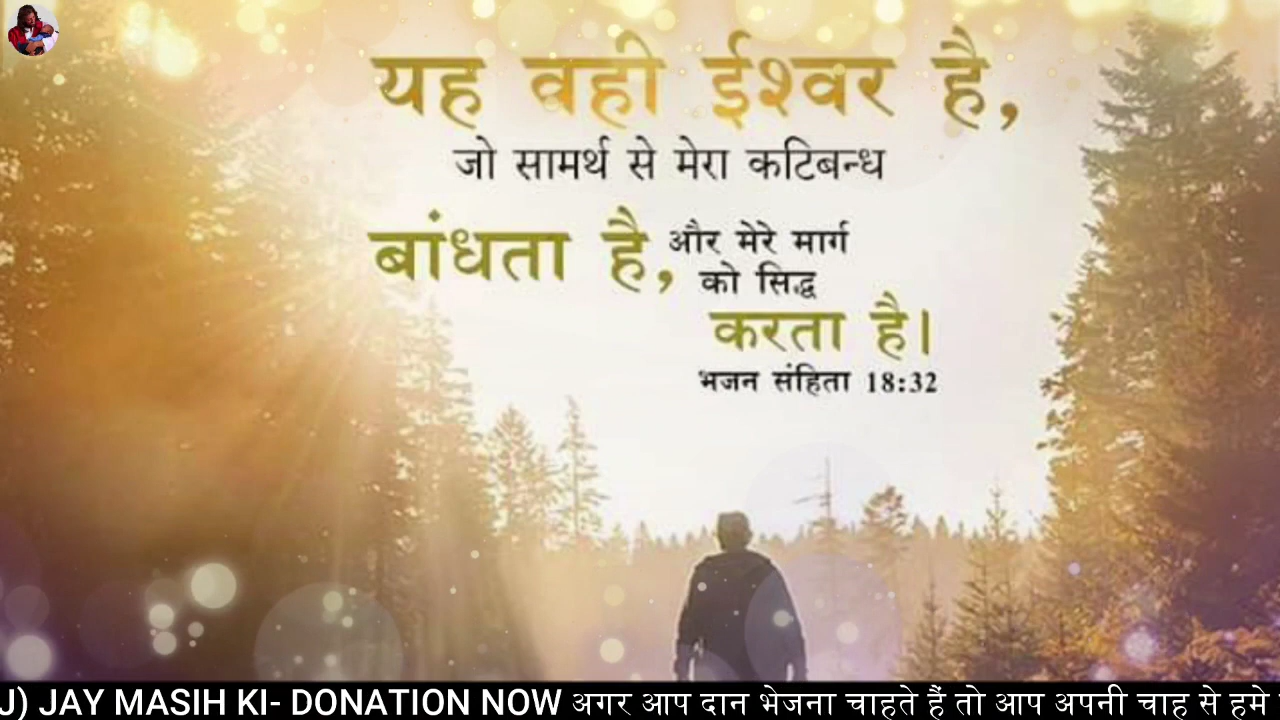 यह वही ईश्वर है,
जो सामर्थ से मेरा कटिबन्ध
बांधता है, और मेरे मार्ग
को सिद्ध
करता है।
भजन संहिता 18:32
J) JAY MASIH KI- DONATION NOW अगर आप दान भेजना चाहते हैं तो आप अपनी चाह से हमे